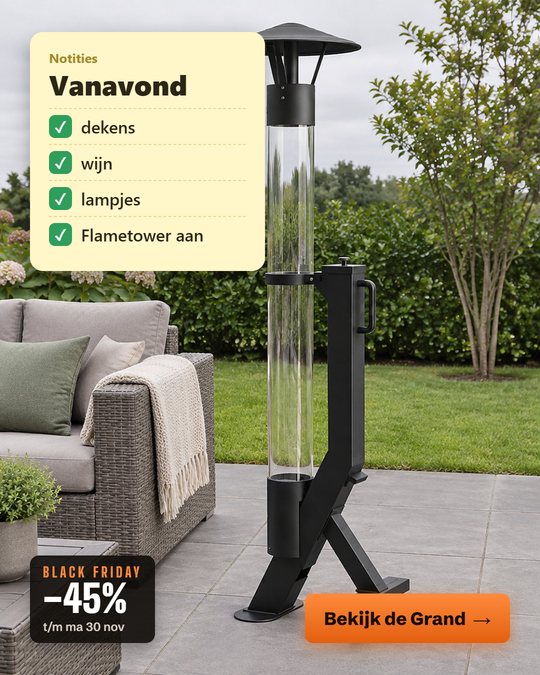 Notities
Vanavond
✓ dekens
✓ wijn
✓ lampjes
✓ Flametower aan
BLACK FRIDAY
–45%
t/m ma 30 nov
Bekijk de Grand →